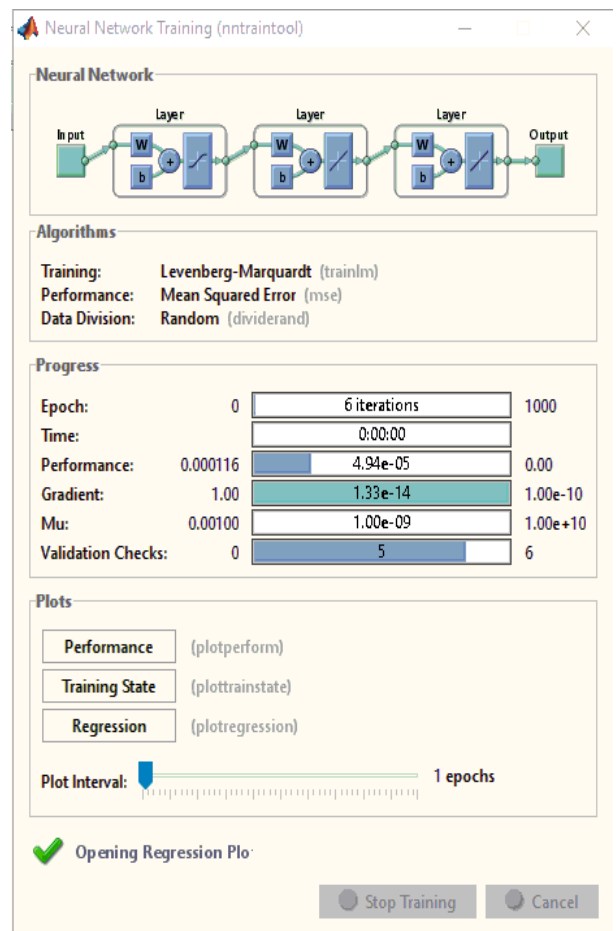 Neural Network Training (nntraintool)
Neural Network
Layer Layer Layer
Input Output
W W W
b b b
Algorithms
Training: Levenberg-Marquardt (trainlm)
Performance: Mean Squared Error (mse)
Data Division: Random (dividerand)
Progress
Epoch: 0 6 iterations 1000
Time: 0:00:00
Performance: 0.000116 4.94e-05 0.00
Gradient: 1.00 1.33e-14 1.00e-10
Mu: 0.00100 1.00e-09 1.00e+10
Validation Checks: 0 5 6
Plots
Performance (plotperform)
Training State (plottrainstate)
Regression (plotregression)
Plot Interval: 1 epochs
Opening Regression Plo
Stop Training Cancel